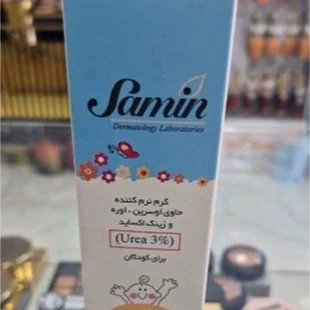 Samin
Dermatology Laboratories
کرم نرم کننده
حاوی اوسرین ، اوره
و زینک اکساید
(Urea 3%)
برای کودکان